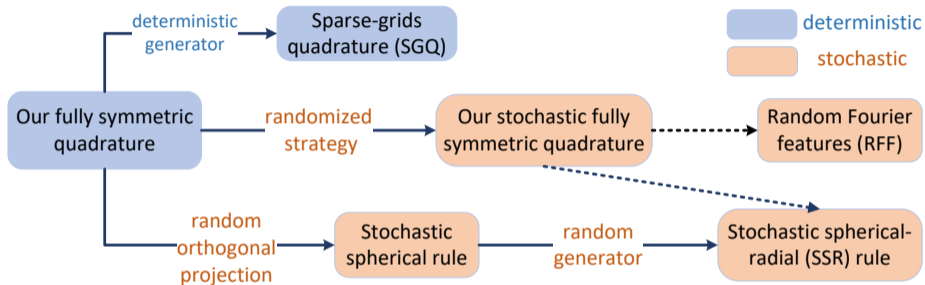 deterministic
generator
Sparse-grids
quadrature (SGQ)
deterministic
stochastic
Our fully symmetric
quadrature
randomized
strategy
Our stochastic fully
symmetric quadrature
Random Fourier
features (RFF)
random
orthogonal
projection
Stochastic
spherical rule
random
generator
Stochastic spherical-
radial (SSR) rule